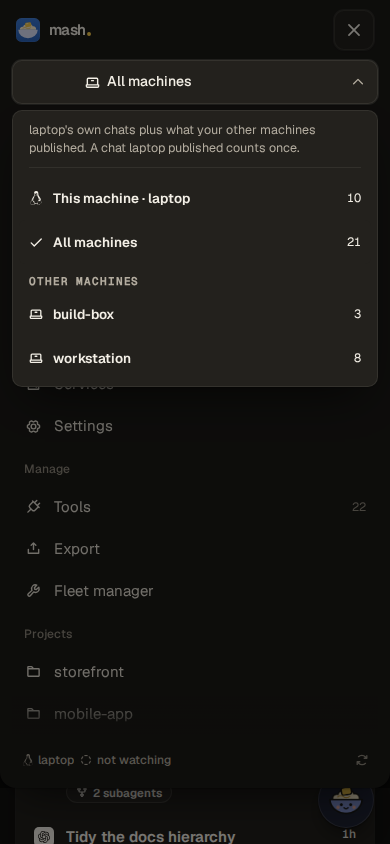 mash.
All machines
laptop's own chats plus what your other machines
published. A chat laptop published counts once.
This machine · laptop 10
All machines 21
OTHER MACHINES
build-box 3
workstation 8
Services
Settings
Manage
Tools 22
Export
Fleet manager
Projects
storefront
mobile-app
laptop not watching
2 subagents
Tidy the docs hierarchy 1h